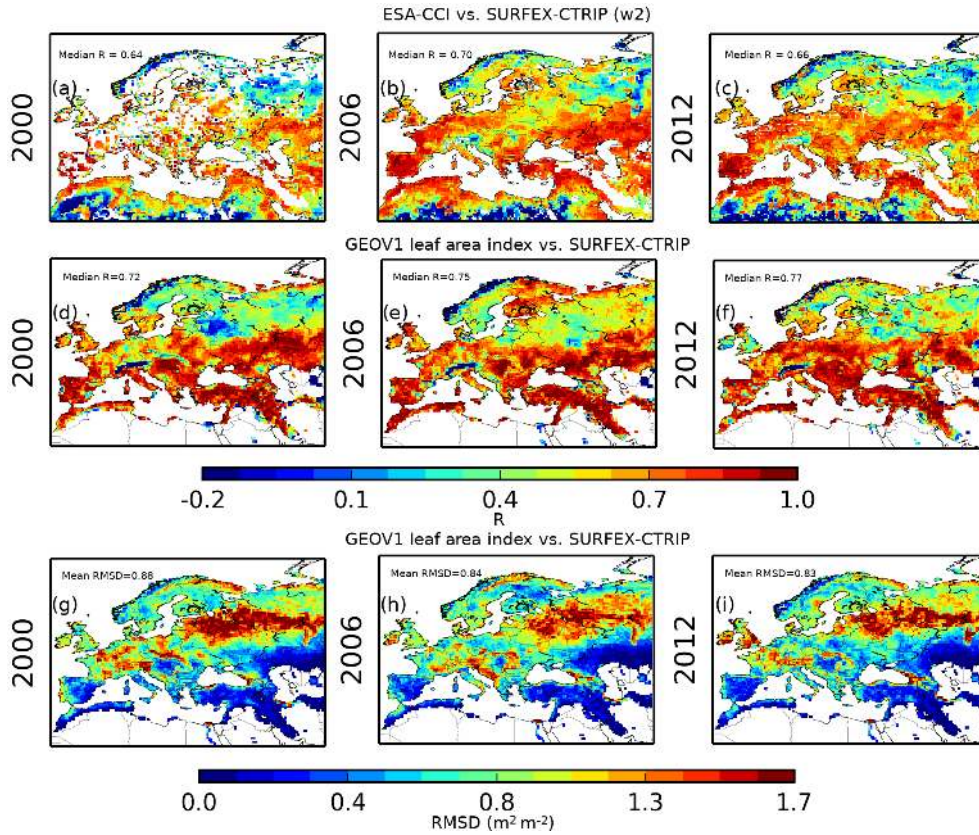 ESA-CCI vs. SURFEX-CTRIP (w2)
2000
Median R = 0.64
(a)
2006
Median R = 0.70
(b)
2012
Median R = 0.66
(c)
GEOV1 leaf area index vs. SURFEX-CTRIP
2000
Median R=0.72
(d)
2006
Median R=0.75
(e)
2012
Median R=0.77
(f)
-0.2 0.1 0.4 0.7 1.0
R
GEOV1 leaf area index vs. SURFEX-CTRIP
2000
Mean RMSD=0.88
(g)
2006
Mean RMSD=0.84
(h)
2012
Mean RMSD=0.83
(i)
0.0 0.4 0.8 1.3 1.7
RMSD (m² m⁻²)